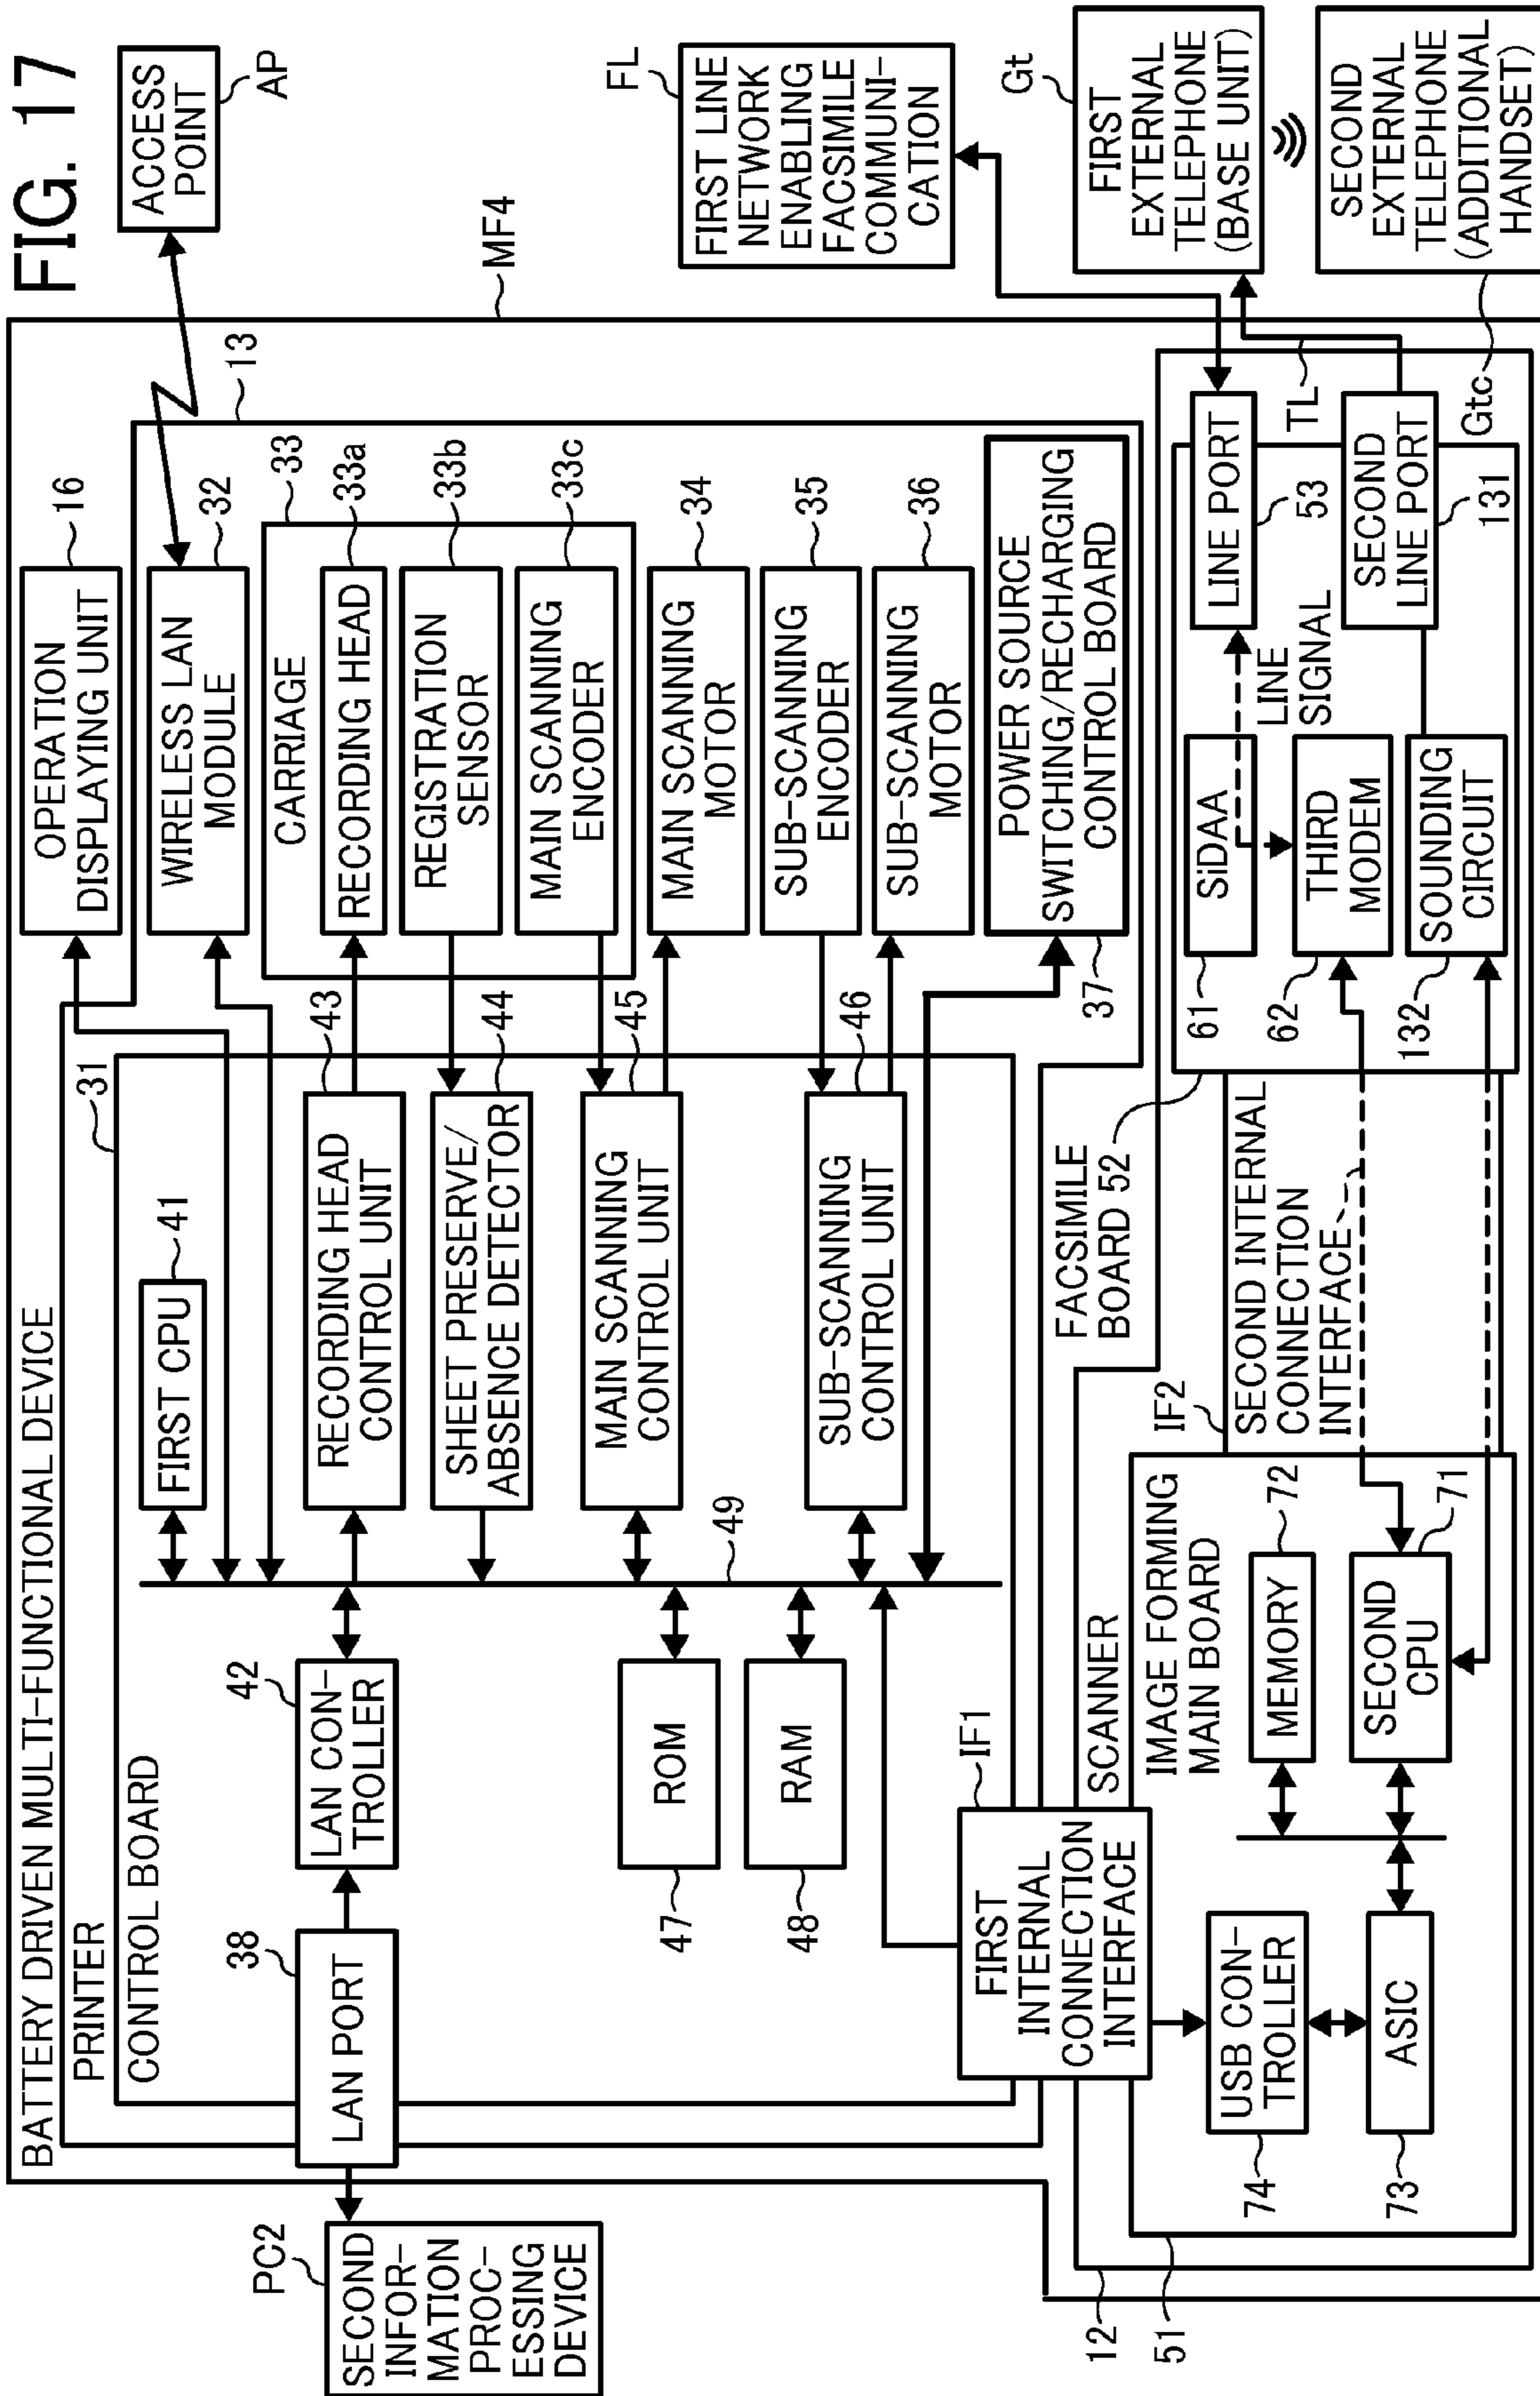 FIG. 17
BATTERY DRIVEN MULTI-FUNCTIONAL DEVICE
MF4
PRINTER
13
CONTROL BOARD
31
PC2
SECOND
INFOR-
MATION
PROC-
ESSING
DEVICE
38
LAN PORT
42
LAN CON-
TROLLER
FIRST CPU
41
OPERATION
DISPLAYING UNIT
16
WIRELESS LAN
MODULE
32
ACCESS
POINT
AP
CARRIAGE
33
RECORDING HEAD
CONTROL UNIT
43
RECORDING HEAD
33a
SHEET PRESERVE/
ABSENCE DETECTOR
44
REGISTRATION
SENSOR
33b
MAIN SCANNING
ENCODER
33c
MAIN SCANNING
CONTROL UNIT
45
MAIN SCANNING
MOTOR
34
SUB-SCANNING
ENCODER
35
SUB-SCANNING
CONTROL UNIT
46
SUB-SCANNING
MOTOR
36
ROM
47
RAM
48
49
POWER SOURCE
SWITCHING/RECHARGING
CONTROL BOARD
37
FIRST LINE
NETWORK
ENABLING
FACSIMILE
COMMUNI-
CATION
FL
FIRST
INTERNAL
CONNECTION
INTERFACE
IF1
SCANNER
12
IMAGE FORMING
MAIN BOARD
51
USB CON-
TROLLER
74
ASIC
73
MEMORY
72
SECOND
CPU
71
IF2
SECOND INTERNAL
CONNECTION
INTERFACE
FACSIMILE
BOARD 52
SiDAA
61
THIRD
MODEM
62
SOUNDING
CIRCUIT
132
LINE
SIGNAL
LINE PORT
53
SECOND
LINE PORT
131
TL
FIRST
EXTERNAL
TELEPHONE
(BASE UNIT)
Gt
SECOND
EXTERNAL
TELEPHONE
(ADDITIONAL
HANDSET)
Gtc